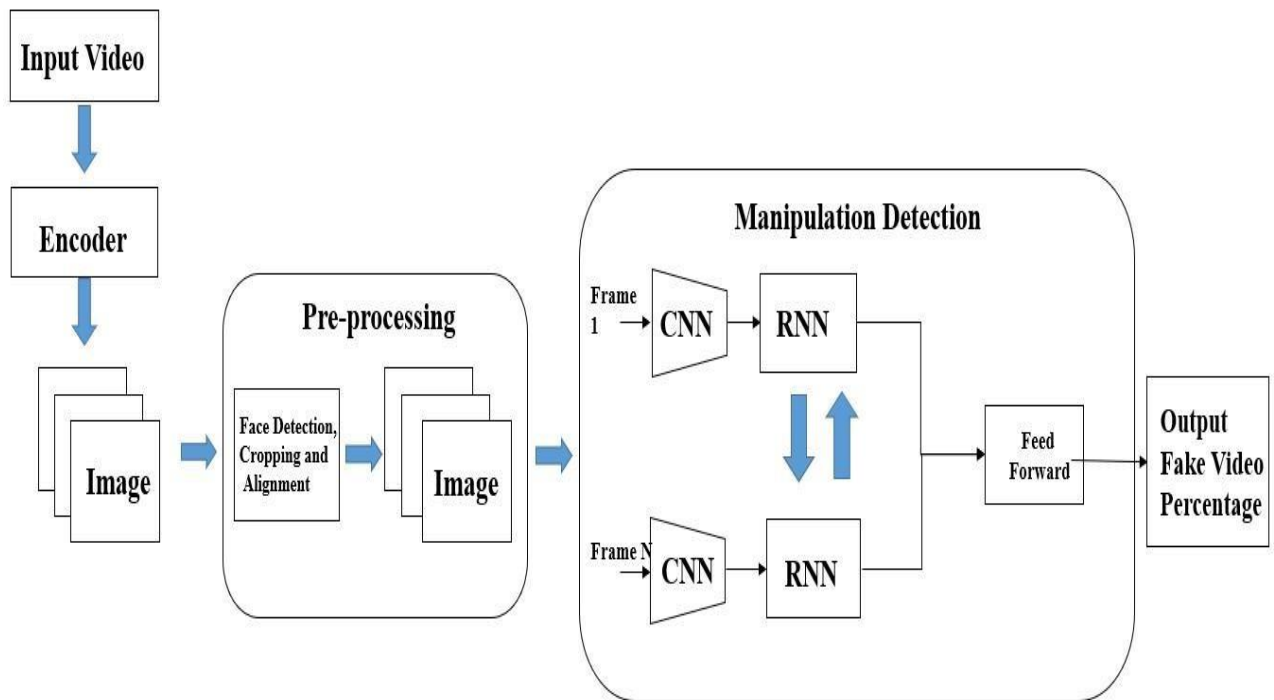 Input Video
Encoder
Image
Pre-processing
Face Detection,
Cropping and
Alignment
Image
Manipulation Detection
Frame
1
CNN
RNN
Frame N
CNN
RNN
Feed
Forward
Output
Fake Video
Percentage